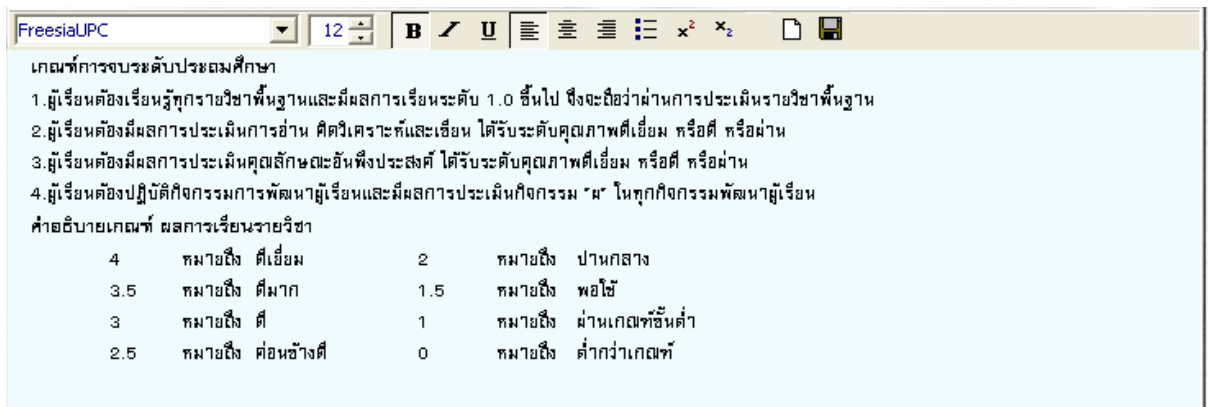 FreesiaUPC 12 B I U x² x₂
เกณฑ์การจบระดับประถมศึกษา
1.ผู้เรียนต้องเรียนรู้ทุกรายวิชาพื้นฐานและมีผลการเรียนระดับ 1.0 ขึ้นไป จึงจะถือว่าผ่านการประเมินรายวิชาพื้นฐาน
2.ผู้เรียนต้องมีผลการประเมินการอ่าน คิดวิเคราะห์และเขียน ได้รับระดับคุณภาพดีเยี่ยม หรือดี หรือผ่าน
3.ผู้เรียนต้องมีผลการประเมินคุณลักษณะอันพึงประสงค์ ได้รับระดับคุณภาพดีเยี่ยม หรือดี หรือผ่าน
4.ผู้เรียนต้องปฏิบัติกิจกรรมการพัฒนาผู้เรียนและมีผลการประเมินกิจกรรม "ผ" ในทุกกิจกรรมพัฒนาผู้เรียน
คำอธิบายเกณฑ์ ผลการเรียนรายวิชา
4 หมายถึง ดีเยี่ยม 2 หมายถึง ปานกลาง
3.5 หมายถึง ดีมาก 1.5 หมายถึง พอใช้
3 หมายถึง ดี 1 หมายถึง ผ่านเกณฑ์ขั้นต่ำ
2.5 หมายถึง ค่อนข้างดี 0 หมายถึง ต่ำกว่าเกณฑ์